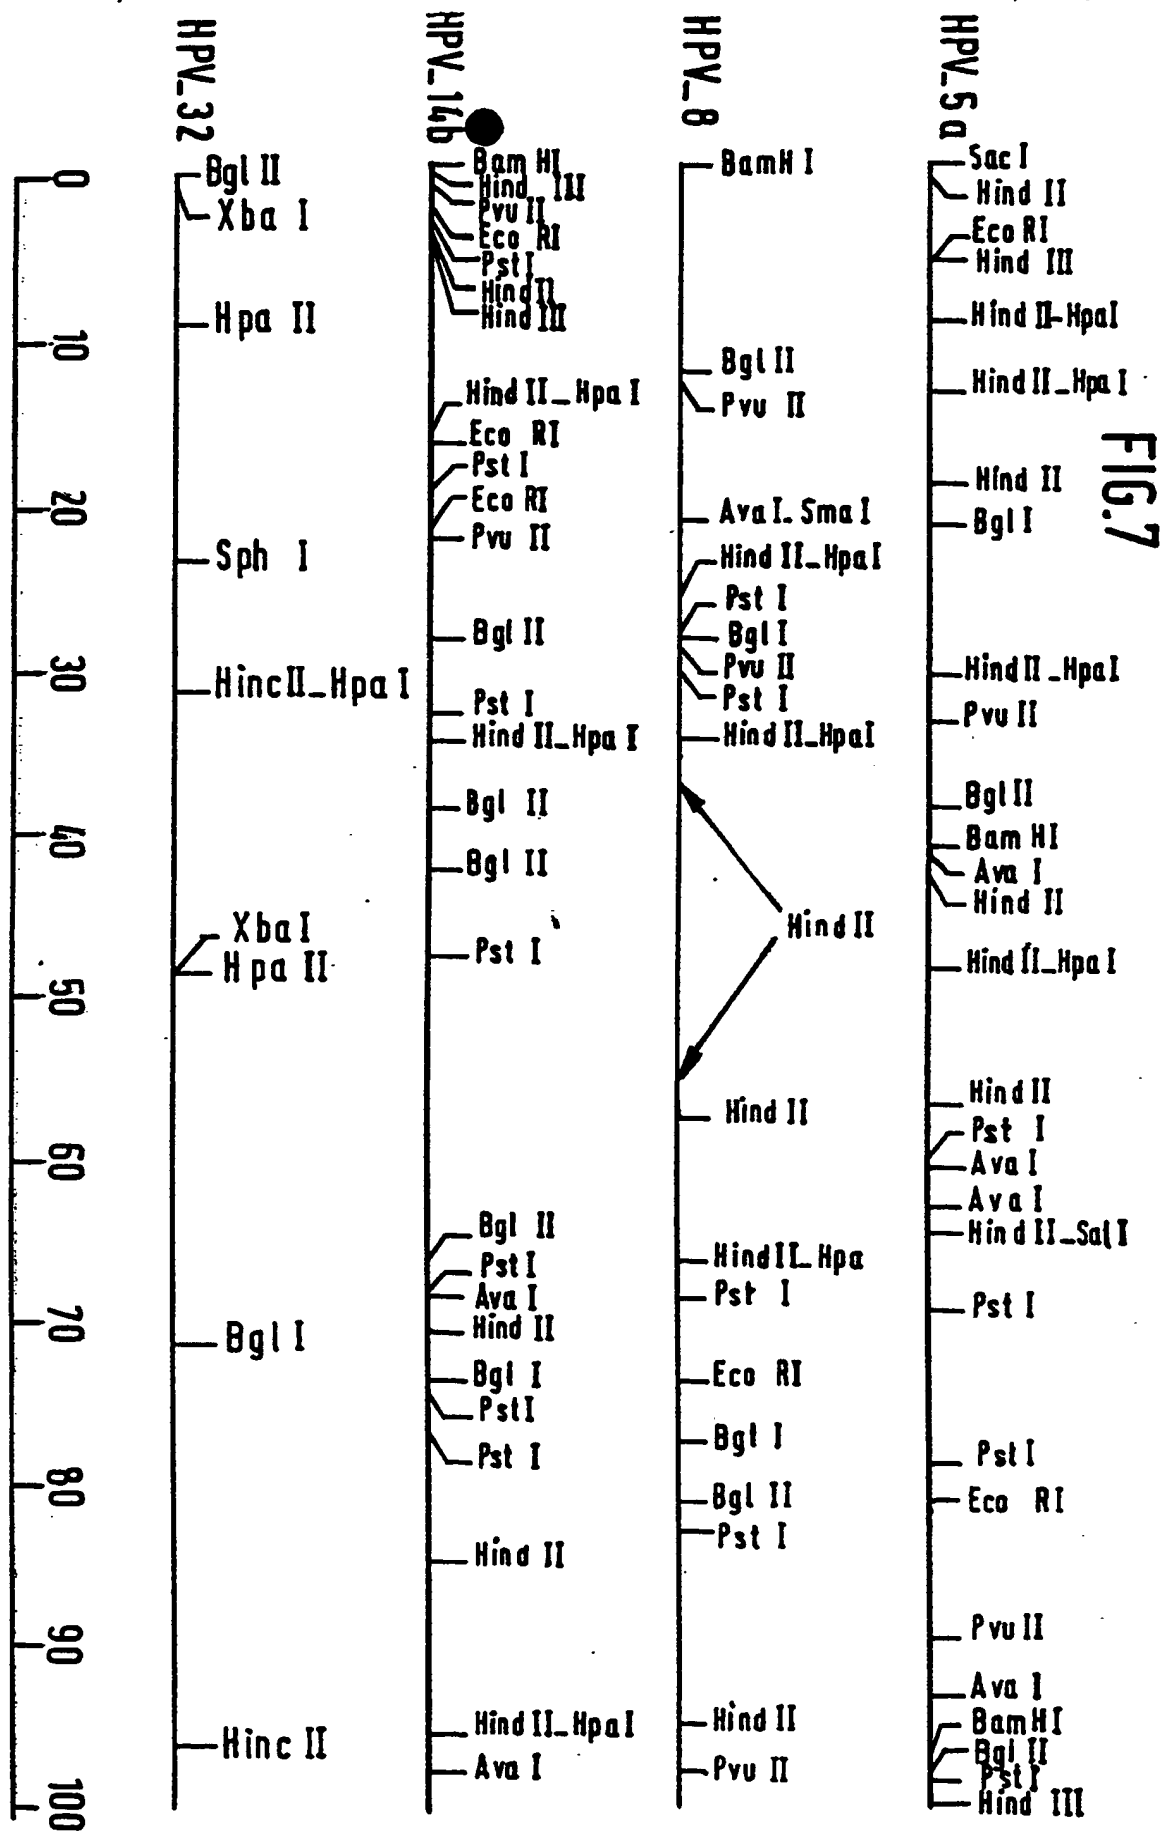 FIG.7
HPV_5a
Sac I
Hind II
Eco RI
Hind III
Hind II-HpaI
Hind II_Hpa I
Hind II
Bgl I
Hind II_HpaI
Pvu II
Bgl II
Bam HI
Ava I
Hind II
Hind II_Hpa I
Hind II
Pst I
Ava I
Ava I
Hind II_Sal I
Pst I
Pst I
Eco RI
Pvu II
Ava I
BamHI
Bgl II
Pst I
Hind III
HPV_8
BamH I
Bgl II
Pvu II
Ava I. Sma I
Hind II_HpaI
Pst I
Bgl I
Pvu II
Pst I
Hind II_HpaI
Hind II
Hind II
Hind II_Hpa
Pst I
Eco RI
Bgl I
Bgl II
Pst I
Hind II
Pvu II
HPV_14b
Bam HI
Hind III
Pvu II
Eco RI
Pst I
Hind II
Hind III
Hind II_Hpa I
Eco RI
Pst I
Eco RI
Pvu II
Bgl II
Pst I
Hind II_Hpa I
Bgl II
Bgl II
Pst I
Bgl II
Pst I
Ava I
Hind II
Bgl I
Pst I
Pst I
Hind II
Hind II_HpaI
Ava I
HPV_32
Bgl II
Xba I
Hpa II
Sph I
HincII_Hpa I
Xba I
Hpa II
Bgl I
Hinc II
0
10
20
30
40
50
60
70
80
90
100